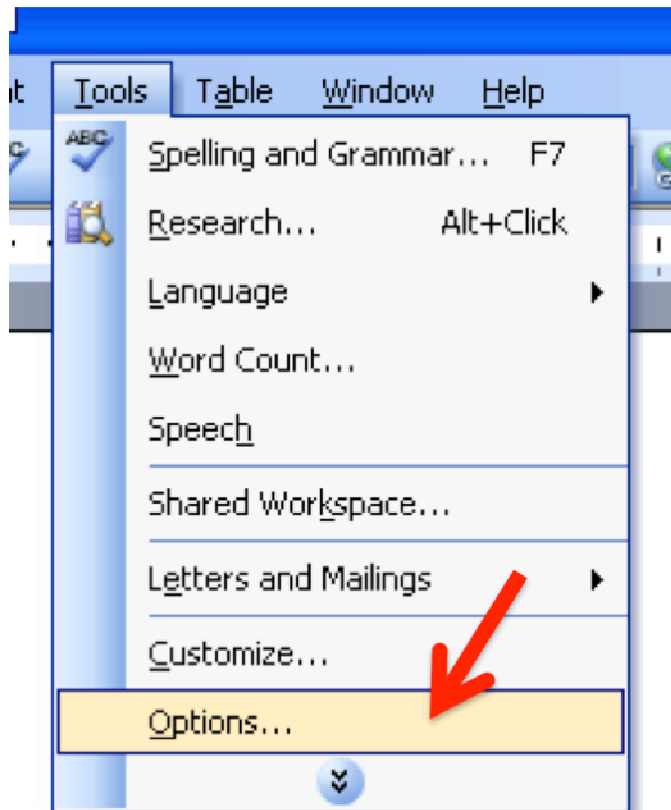 nt Tools Table Window Help
ABC Spelling and Grammar... F7
Research... Alt+Click
Language
Word Count...
Speech
Shared Workspace...
Letters and Mailings
Customize...
Options...